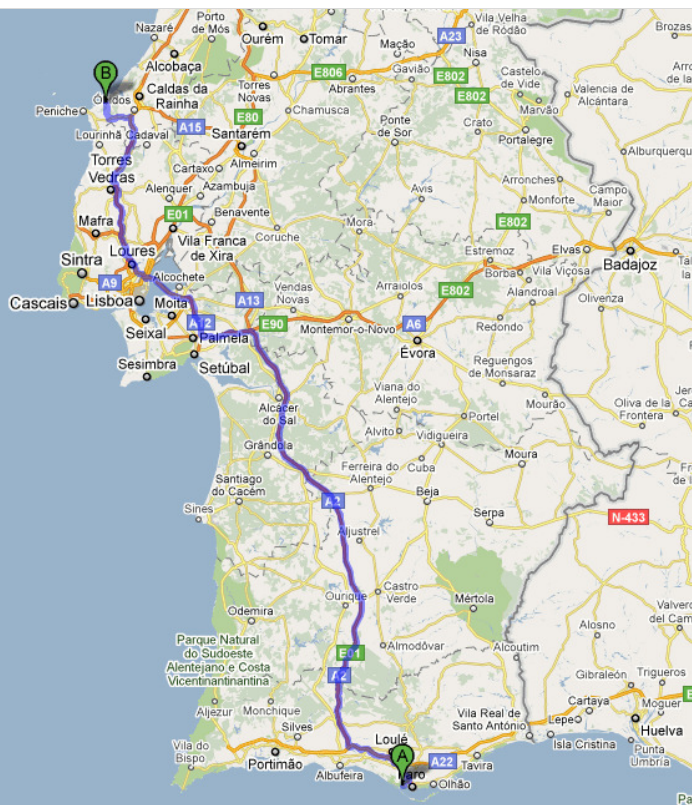 Vila Velha
de Ródão
Porto
de Mós
Nazaré
Ourém
Tomar
A23
Brozas
Mação
Nisa
Alcobaça
E806
Gavião
E802
Castelo
de Vide
B
Caldas da
Rainha
Torres
Novas
Abrantes
E802
Valencia de
Alcántara
Peniche
Chamusca
Marvão
E80
A15
Ponte
de Sor
Crato
Portalegre
Lourinhã
Cadaval
Santarém
Torres
Vedras
Cartaxo
Almeirim
Alburquerque
Arronches
Alenquer
Azambuja
Avis
Monforte
Campo
Maior
E01
Benavente
Mafra
Mora
E802
Vila Franca
de Xira
Coruche
Loures
Estremoz
Elvas
Sintra
Alcochete
Borba
Vila Viçosa
Badajoz
A9
Vendas
Novas
Arraiolos
E802
Alandroal
Cascais
Lisboa
Moita
A13
Olivenza
A12
E90
Montemor-o-Novo
A6
Redondo
Seixal
Palmela
Évora
Sesimbra
Setúbal
Reguengos
de Monsaraz
Viana do
Alentejo
Mourão
Alcácer
do Sal
Portel
Oliva de la
Frontera
Alvito
Vidigueira
Grândola
Moura
Ferreira do
Alentejo
Cuba
Santiago
do Cacém
Beja
A2
Sines
Serpa
N-433
Aljustrel
Castro
Verde
Ourique
Mértola
Odemira
Alosno
Valver
del Cam
Parque Natural
do Sudoeste
Alentejano e Costa
Vicentinantinantina
E01
Almodôvar
Alcoutim
A2
Gibraleón
Trigueros
Aljezur
Monchique
Cartaya
Moguer
Silves
Vila Real de
Santo António
Lepe
Huelva
Loulé
Isla Cristina
Vila do
Bispo
Portimão
Albufeira
A
A22
Tavira
Punta
Umbría
Faro
Olhão